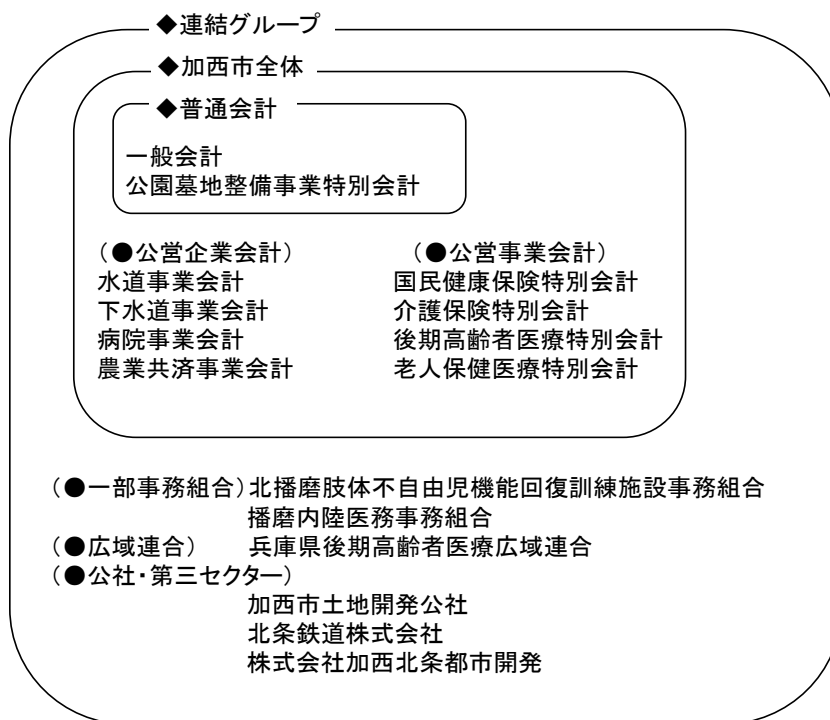 ◆連結グループ
◆加西市全体
◆普通会計
一般会計
公園墓地整備事業特別会計
(●公営企業会計)
水道事業会計
下水道事業会計
病院事業会計
農業共済事業会計
(●公営事業会計)
国民健康保険特別会計
介護保険特別会計
後期高齢者医療特別会計
老人保健医療特別会計
(●一部事務組合)北播磨肢体不自由児機能回復訓練施設事務組合
播磨内陸医務事務組合
(●広域連合) 兵庫県後期高齢者医療広域連合
(●公社・第三セクター)
加西市土地開発公社
北条鉄道株式会社
株式会社加西北条都市開発